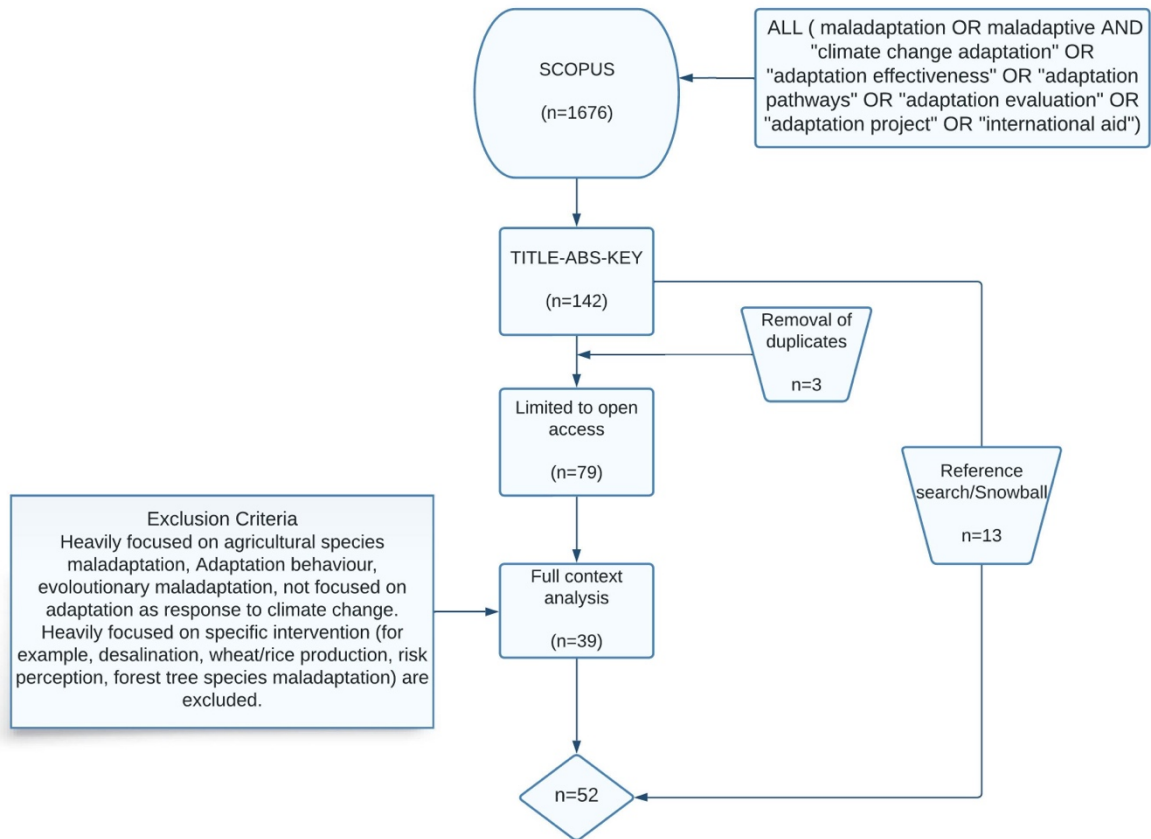 SCOPUS
(n=1676)
ALL ( maladaptation OR maladaptive AND
"climate change adaptation" OR
"adaptation effectiveness" OR "adaptation
pathways" OR "adaptation evaluation" OR
"adaptation project" OR "international aid")
TITLE-ABS-KEY
(n=142)
Removal of
duplicates
n=3
Limited to open
access
(n=79)
Reference
search/Snowball
n=13
Exclusion Criteria
Heavily focused on agricultural species
maladaptation, Adaptation behaviour,
evoloutionary maladaptation, not focused on
adaptation as response to climate change.
Heavily focused on specific intervention (for
example, desalination, wheat/rice production, risk
perception, forest tree species maladaptation) are
excluded.
Full context
analysis
(n=39)
n=52